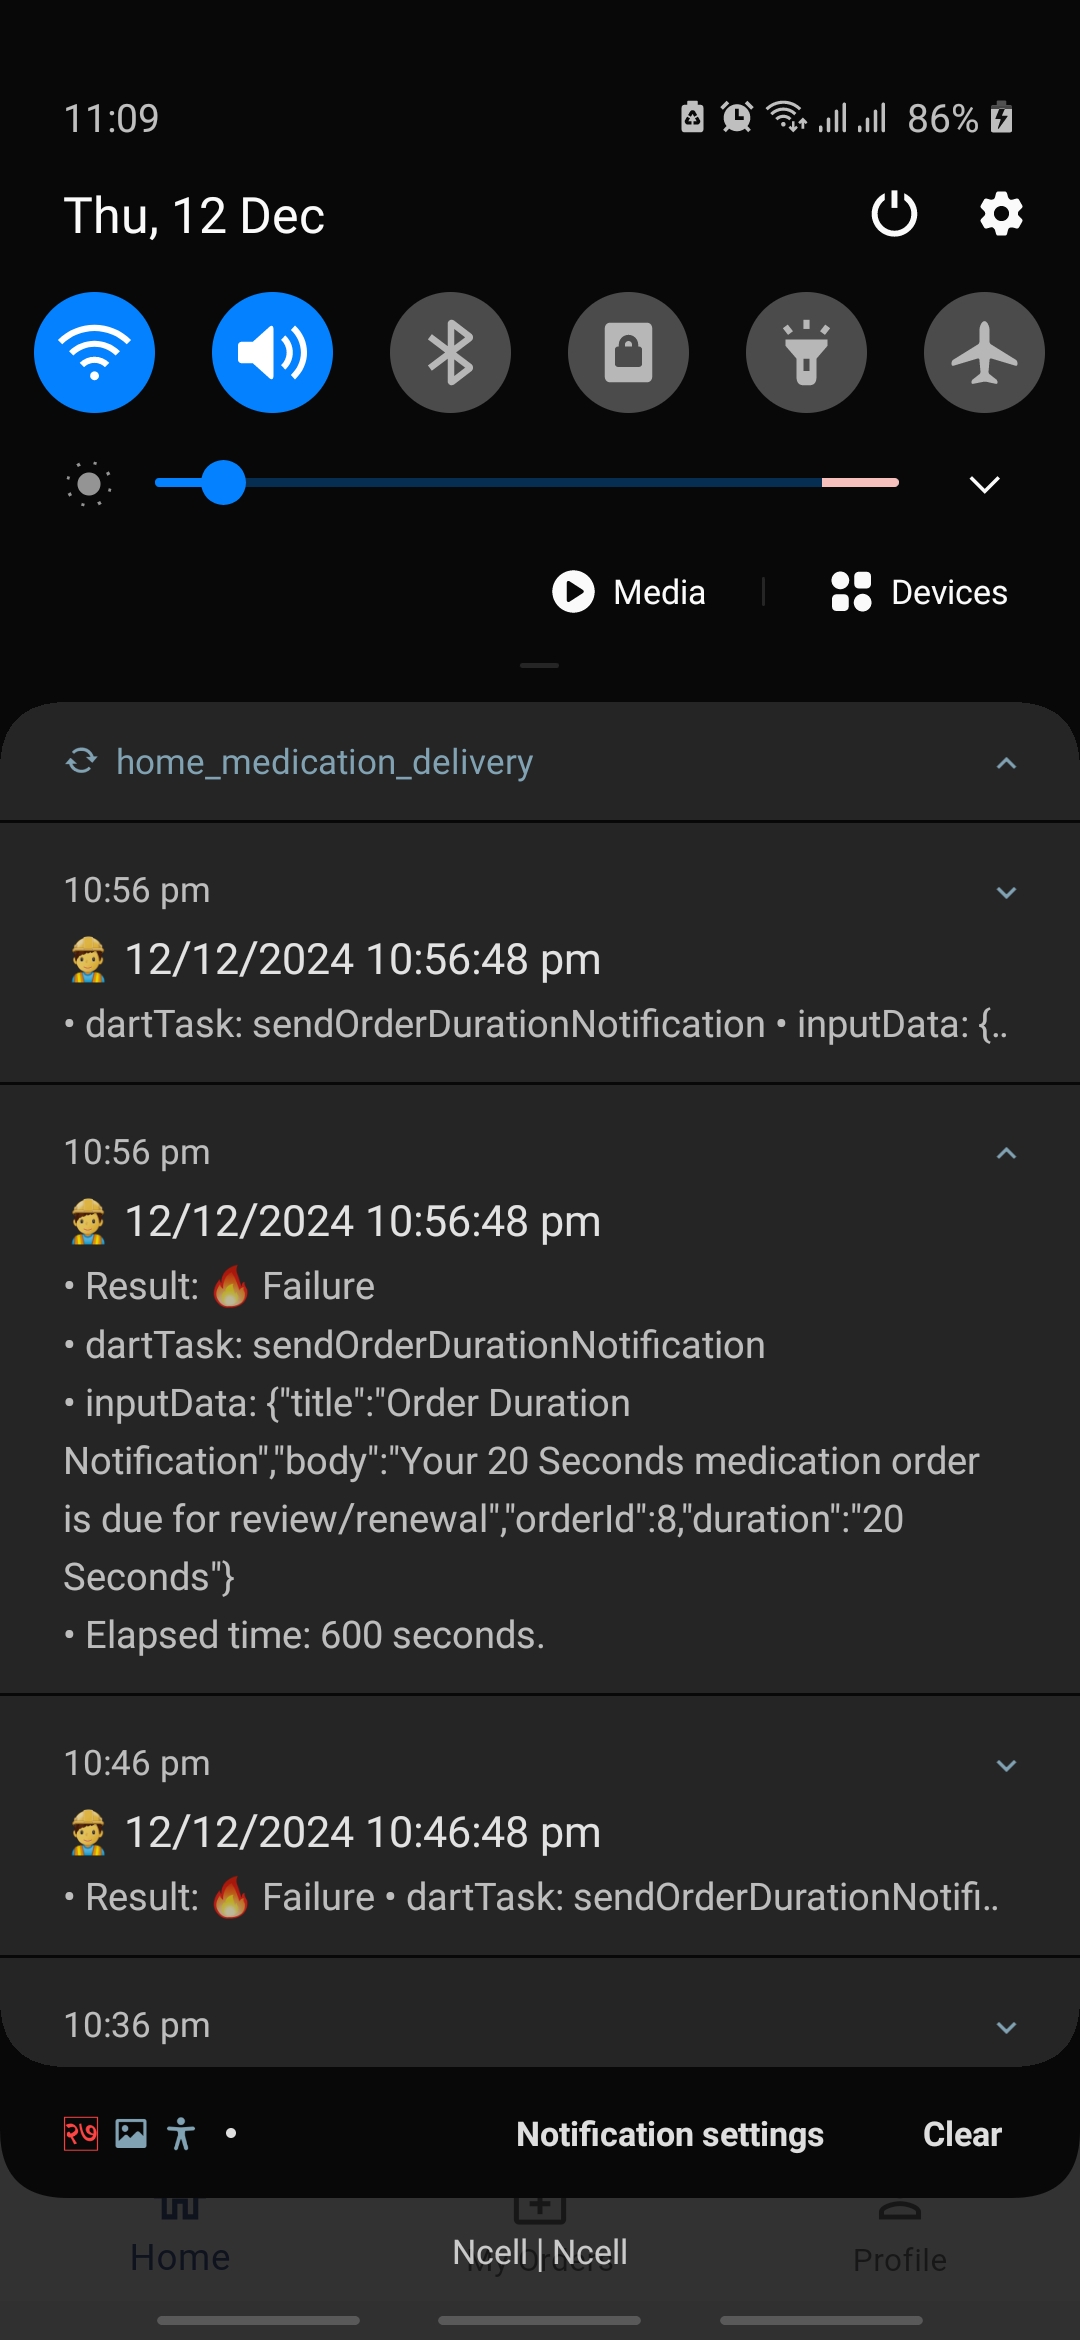 11:09 86%
Thu, 12 Dec
Media Devices
home_medication_delivery
10:56 pm
12/12/2024 10:56:48 pm
• dartTask: sendOrderDurationNotification • inputData: {..
10:56 pm
12/12/2024 10:56:48 pm
• Result: 🔥 Failure
• dartTask: sendOrderDurationNotification
• inputData: {"title":"Order Duration
Notification","body":"Your 20 Seconds medication order
is due for review/renewal","orderId":8,"duration":"20
Seconds"}
• Elapsed time: 600 seconds.
10:46 pm
12/12/2024 10:46:48 pm
• Result: 🔥 Failure • dartTask: sendOrderDurationNotifi..
10:36 pm
२७ Notification settings Clear
Home My Orders Profile
Ncell | Ncell